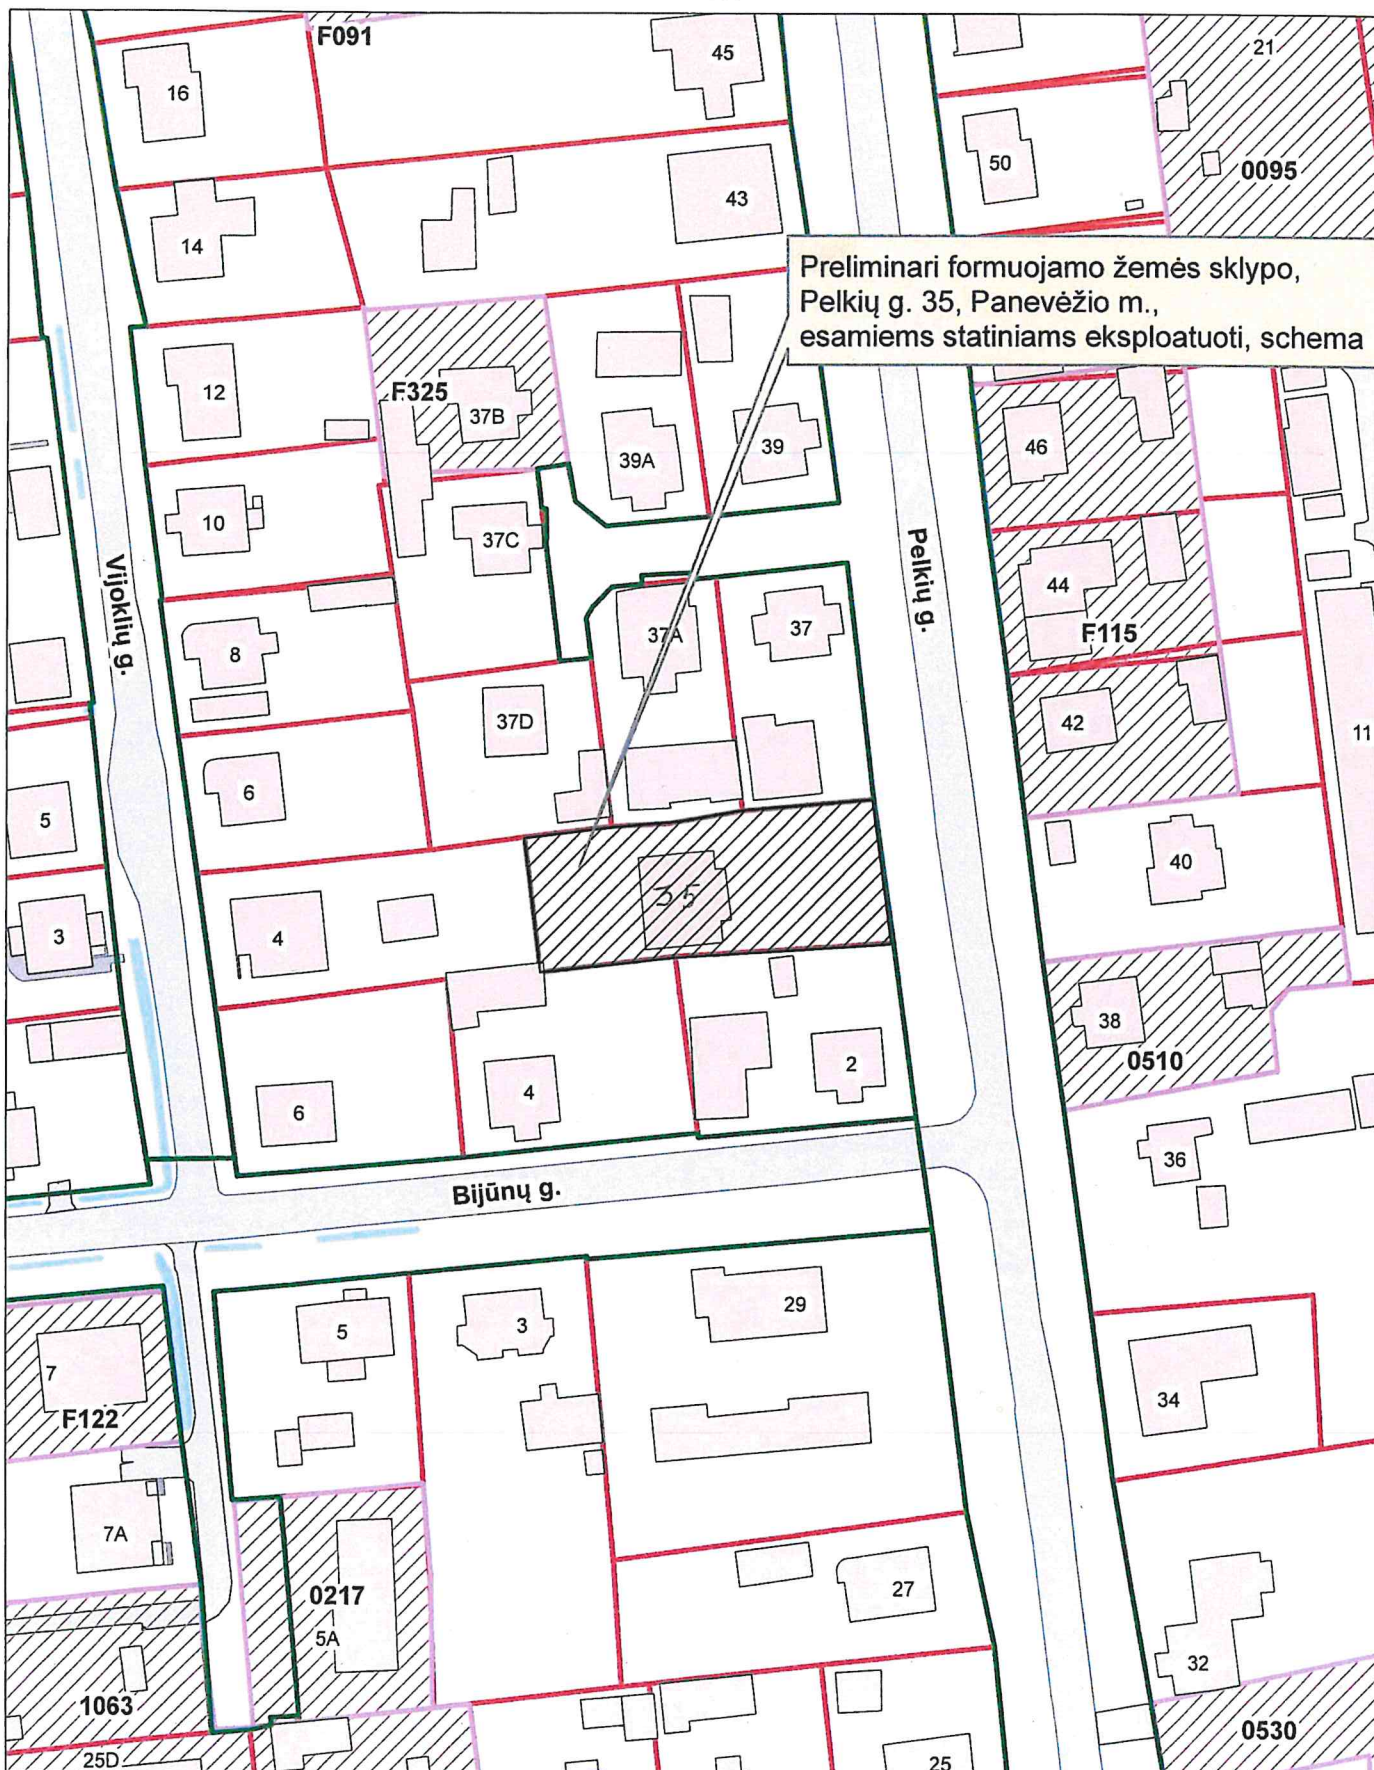 F091
45
21
16
50
0095
43
14
Preliminari formuojamo žemės sklypo,
Pelkių g. 35, Panevėžio m.,
esamiems statiniams eksploatuoti, schema
12
F325
37B
39A
39
46
10
37C
Vijoklių g.
Pelkių g.
44
F115
8
37A
37
37D
42
11
6
5
40
35
4
3
38
0510
2
6
4
36
Bijūnų g.
5
3
29
7
F122
34
7A
27
0217
5A
32
1063
0530
25D
25